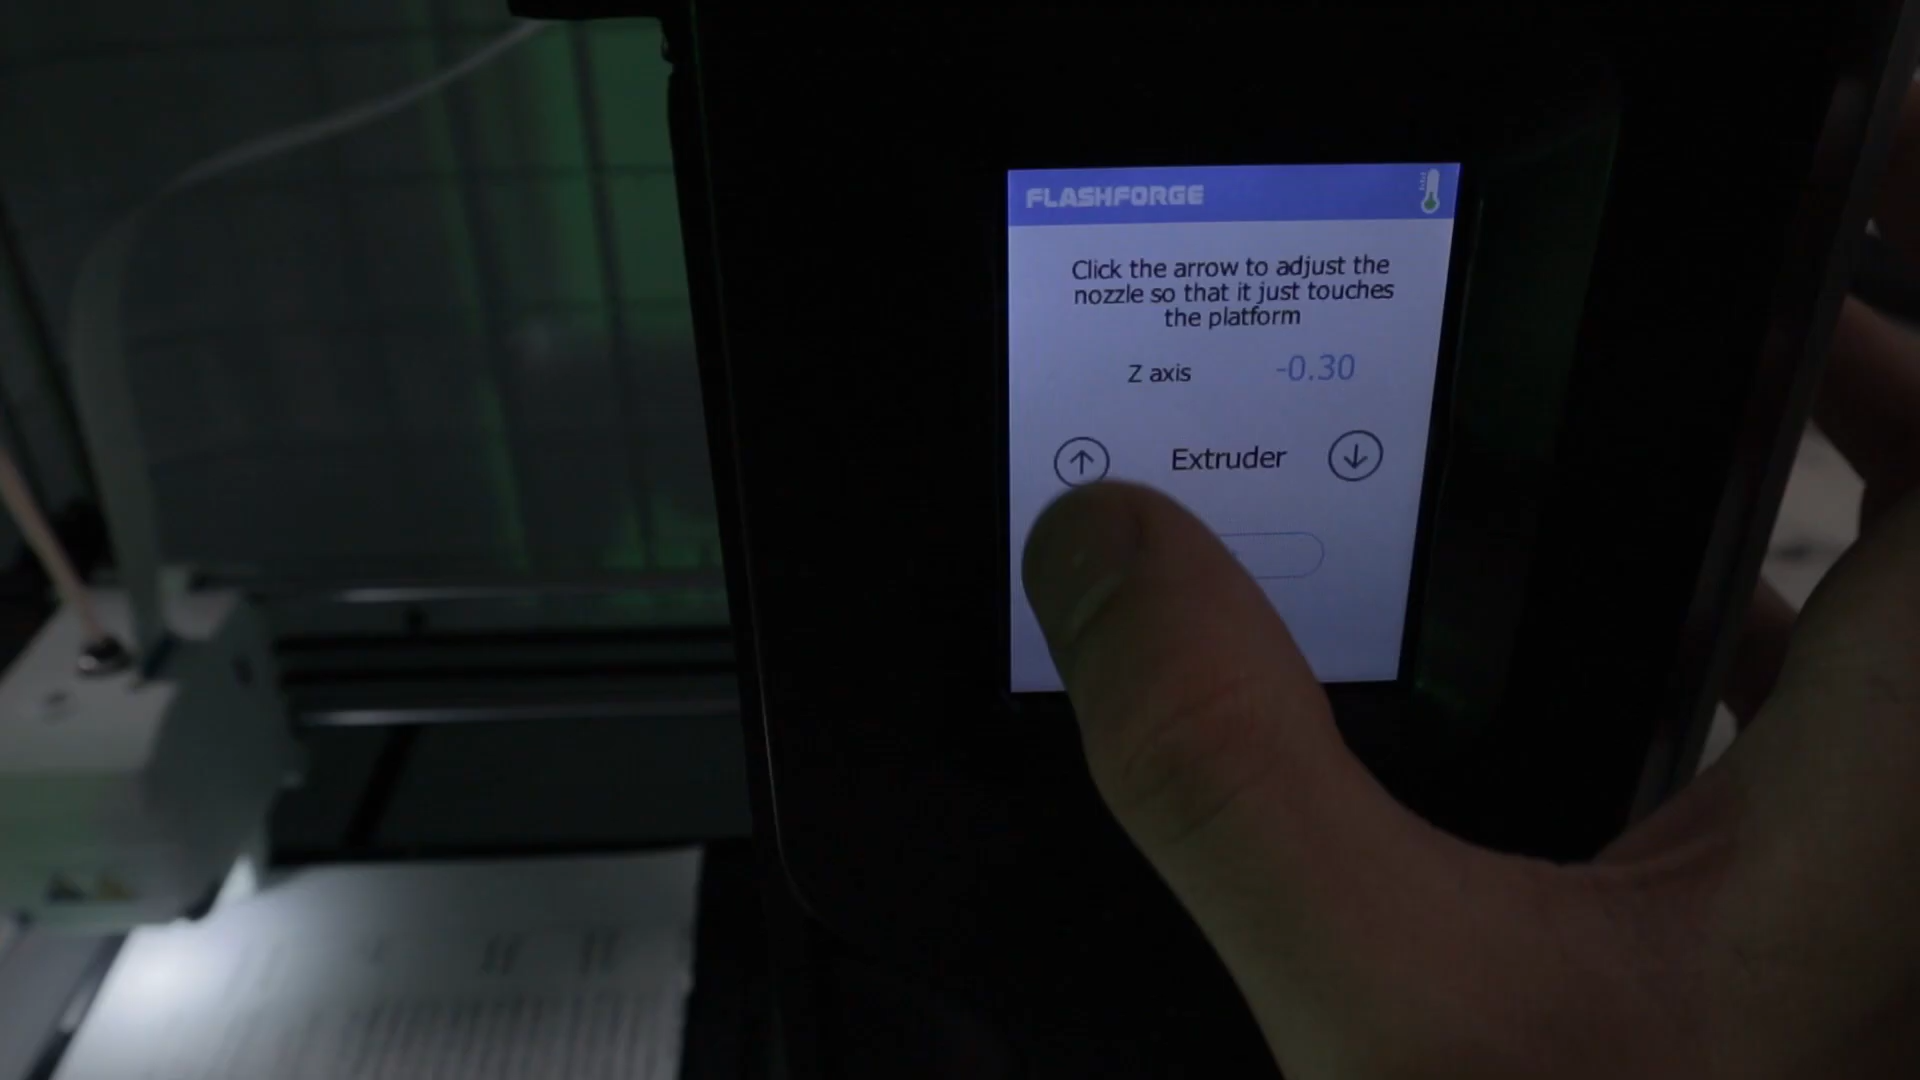 FLASHFORGE
Click the arrow to adjust the
nozzle so that it just touches
the platform
Z axis -0.30
Extruder